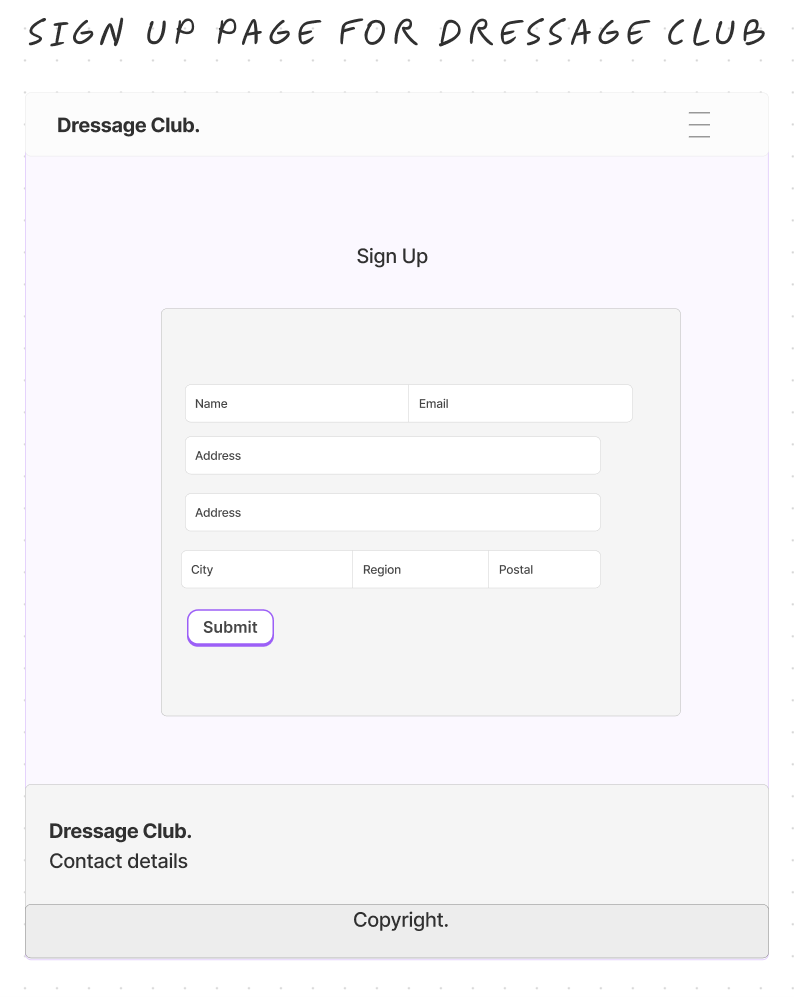 SIGN UP PAGE FOR DRESSAGE CLUB
Dressage Club.
Sign Up
Name Email
Address
Address
City Region Postal
Submit
Dressage Club.
Contact details
Copyright.